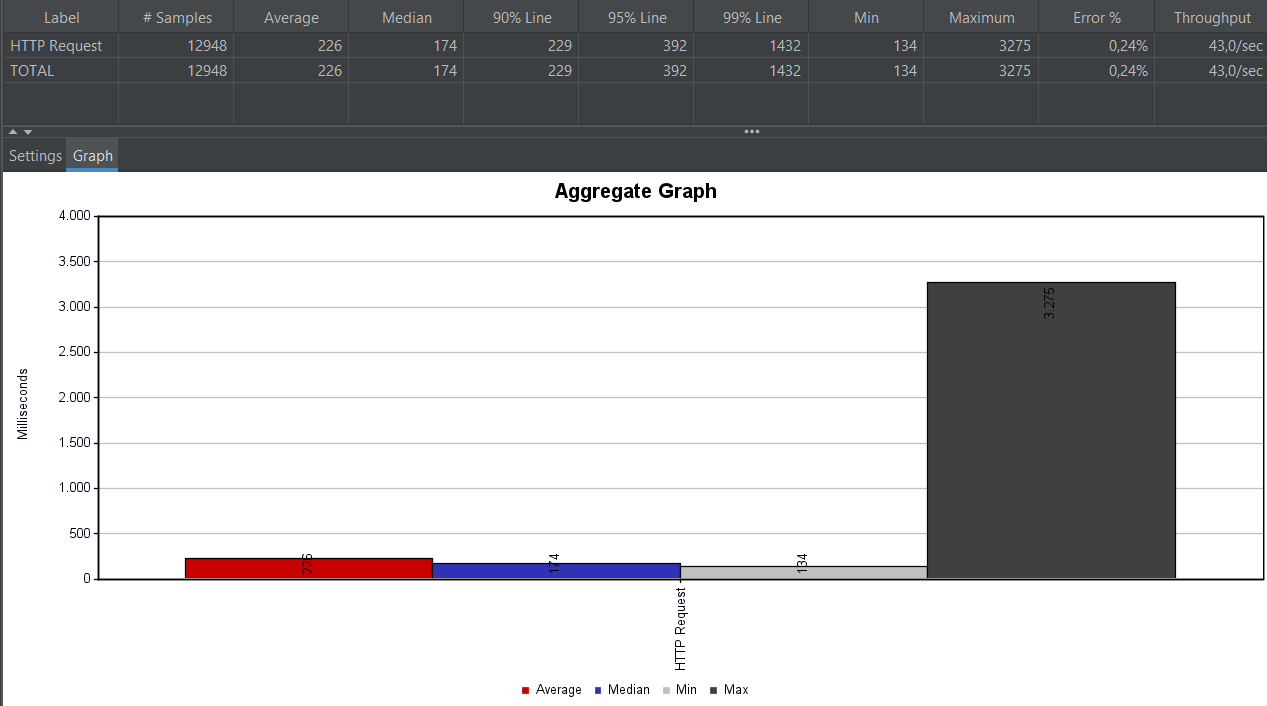 Label # Samples Average Median 90% Line 95% Line 99% Line Min Maximum Error % Throughput
HTTP Request 12948 226 174 229 392 1432 134 3275 0,24% 43,0/sec
TOTAL 12948 226 174 229 392 1432 134 3275 0,24% 43,0/sec
Settings Graph
Aggregate Graph
4.000
3.500
3.000
2.500
2.000
1.500
1.000
500
0
Milliseconds
226
174
134
3.275
HTTP Request
Average Median Min Max